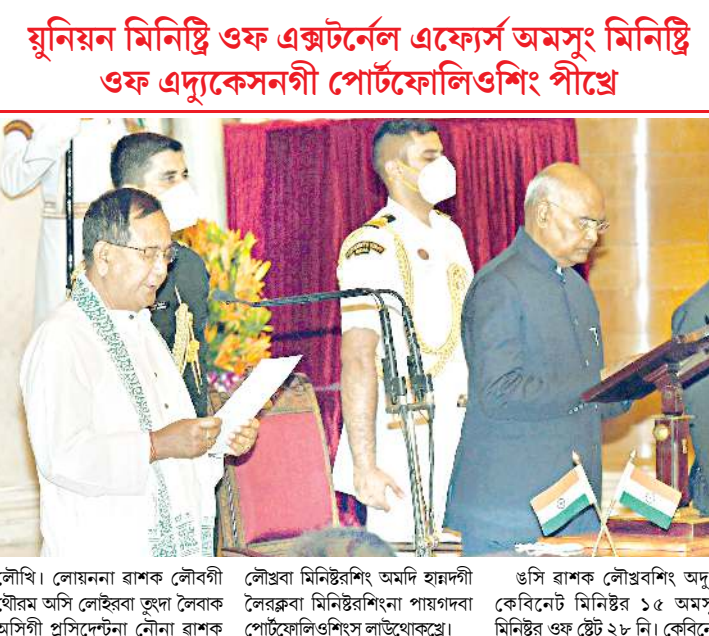 য়ুনিয়ন মিনিষ্ট্রি ওফ এক্সটর্নেল এফ্যের্স অমসুং মিনিষ্ট্রি
ওফ এদ্যুকেসনগী পোর্টফোলিওশিং পীখ্রে
লৌখি। লোয়ননা ৱাশক লৌবগী
থৌরম অসি লোইরবা তুংদা লৈবাক
অসিগী প্রসিদেন্টনা নৌনা ৱাশক
লৌখ্রবা মিনিষ্টরশিং অমদি হান্নদগী
লৈরক্লবা মিনিষ্টরশিংনা পায়গদবা
পোর্টফোলিওশিংসু লাউথোকখ্রে।
ঙসি ৱাশক লৌখ্রবশিং অদু
কেবিনেট মিনিষ্টর ১৫ অমসু
মিনিষ্টর ওফ ষ্টেট ২৮ নি। কেবিনে